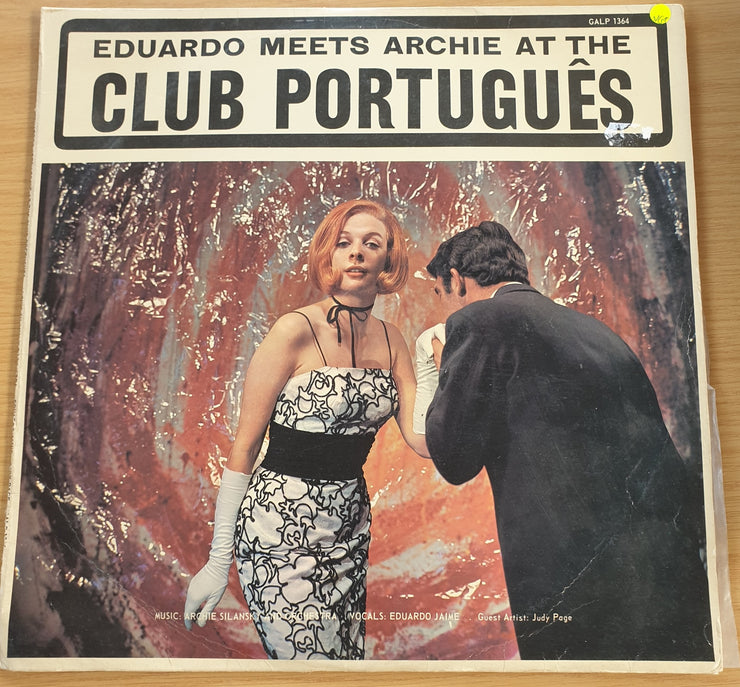 GALP 1364
EDUARDO MEETS ARCHIE AT THE
CLUB PORTUGUÊS
MUSIC: ARCHIE SILANSKY AND ORCHESTRA VOCALS: EDUARDO JAIME . . Guest Artist: Judy Page